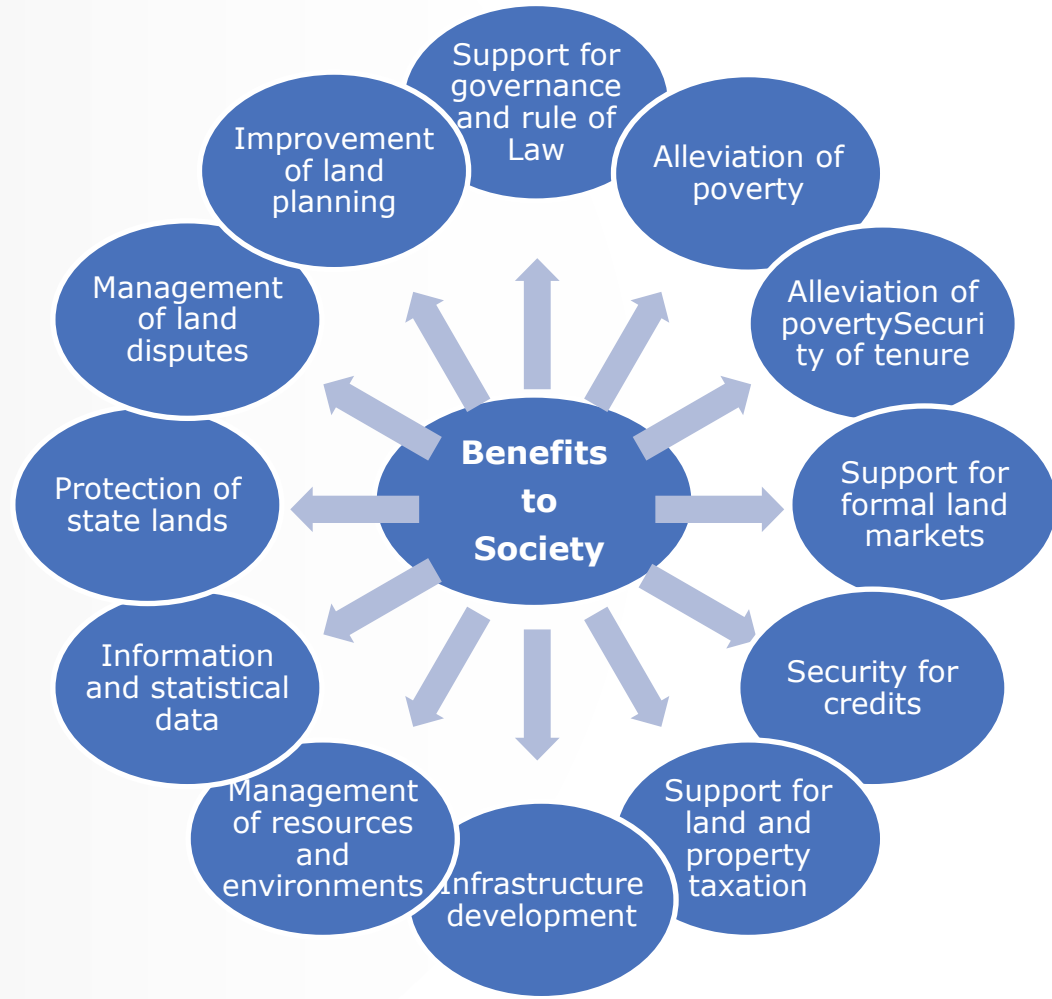 Support for
governance
and rule of
Law
Alleviation of
poverty
Alleviation of
povertySecuri
ty of tenure
Support for
formal land
markets
Security for
credits
Support for
land and
property
taxation
Infrastructure
development
Management
of resources
and
environments
Information
and statistical
data
Protection of
state lands
Management
of land
disputes
Improvement
of land
planning
Benefits
to
Society